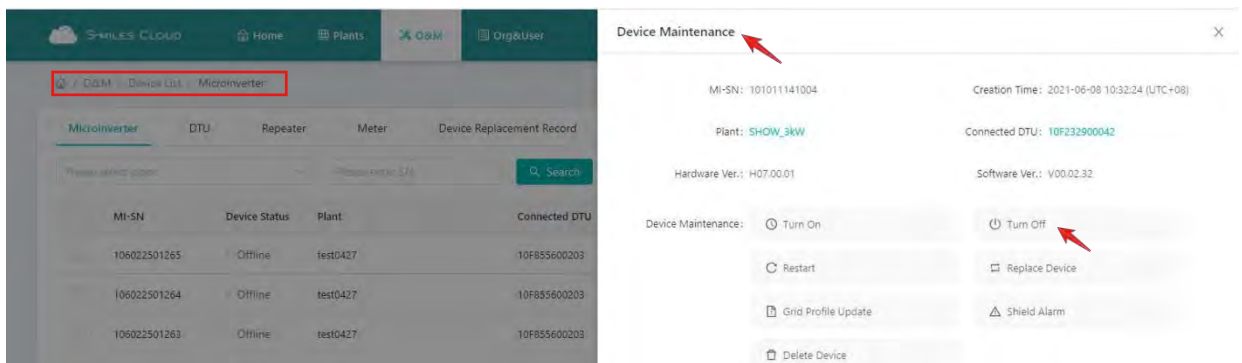 S-MILES CLOUD
Home
Plants
O&M
Org&User
/ O&M / Device List / Microinverter
Microinverter
DTU
Repeater
Meter
Device Replacement Record
Search
MI-SN Device Status Plant Connected DTU
106022501265 Offline test0427 10F855600203
106022501264 Offline test0427 10F855600203
106022501263 Offline test0427 10F855600203
Device Maintenance
MI-SN: 101011141004
Creation Time: 2021-06-08 10:32:24 (UTC+08)
Plant: SHOW_3kW
Connected DTU: 10F232900042
Hardware Ver.: H07.00.01
Software Ver.: V00.02.32
Device Maintenance:
Turn On
Turn Off
Restart
Replace Device
Grid Profile Update
Shield Alarm
Delete Device